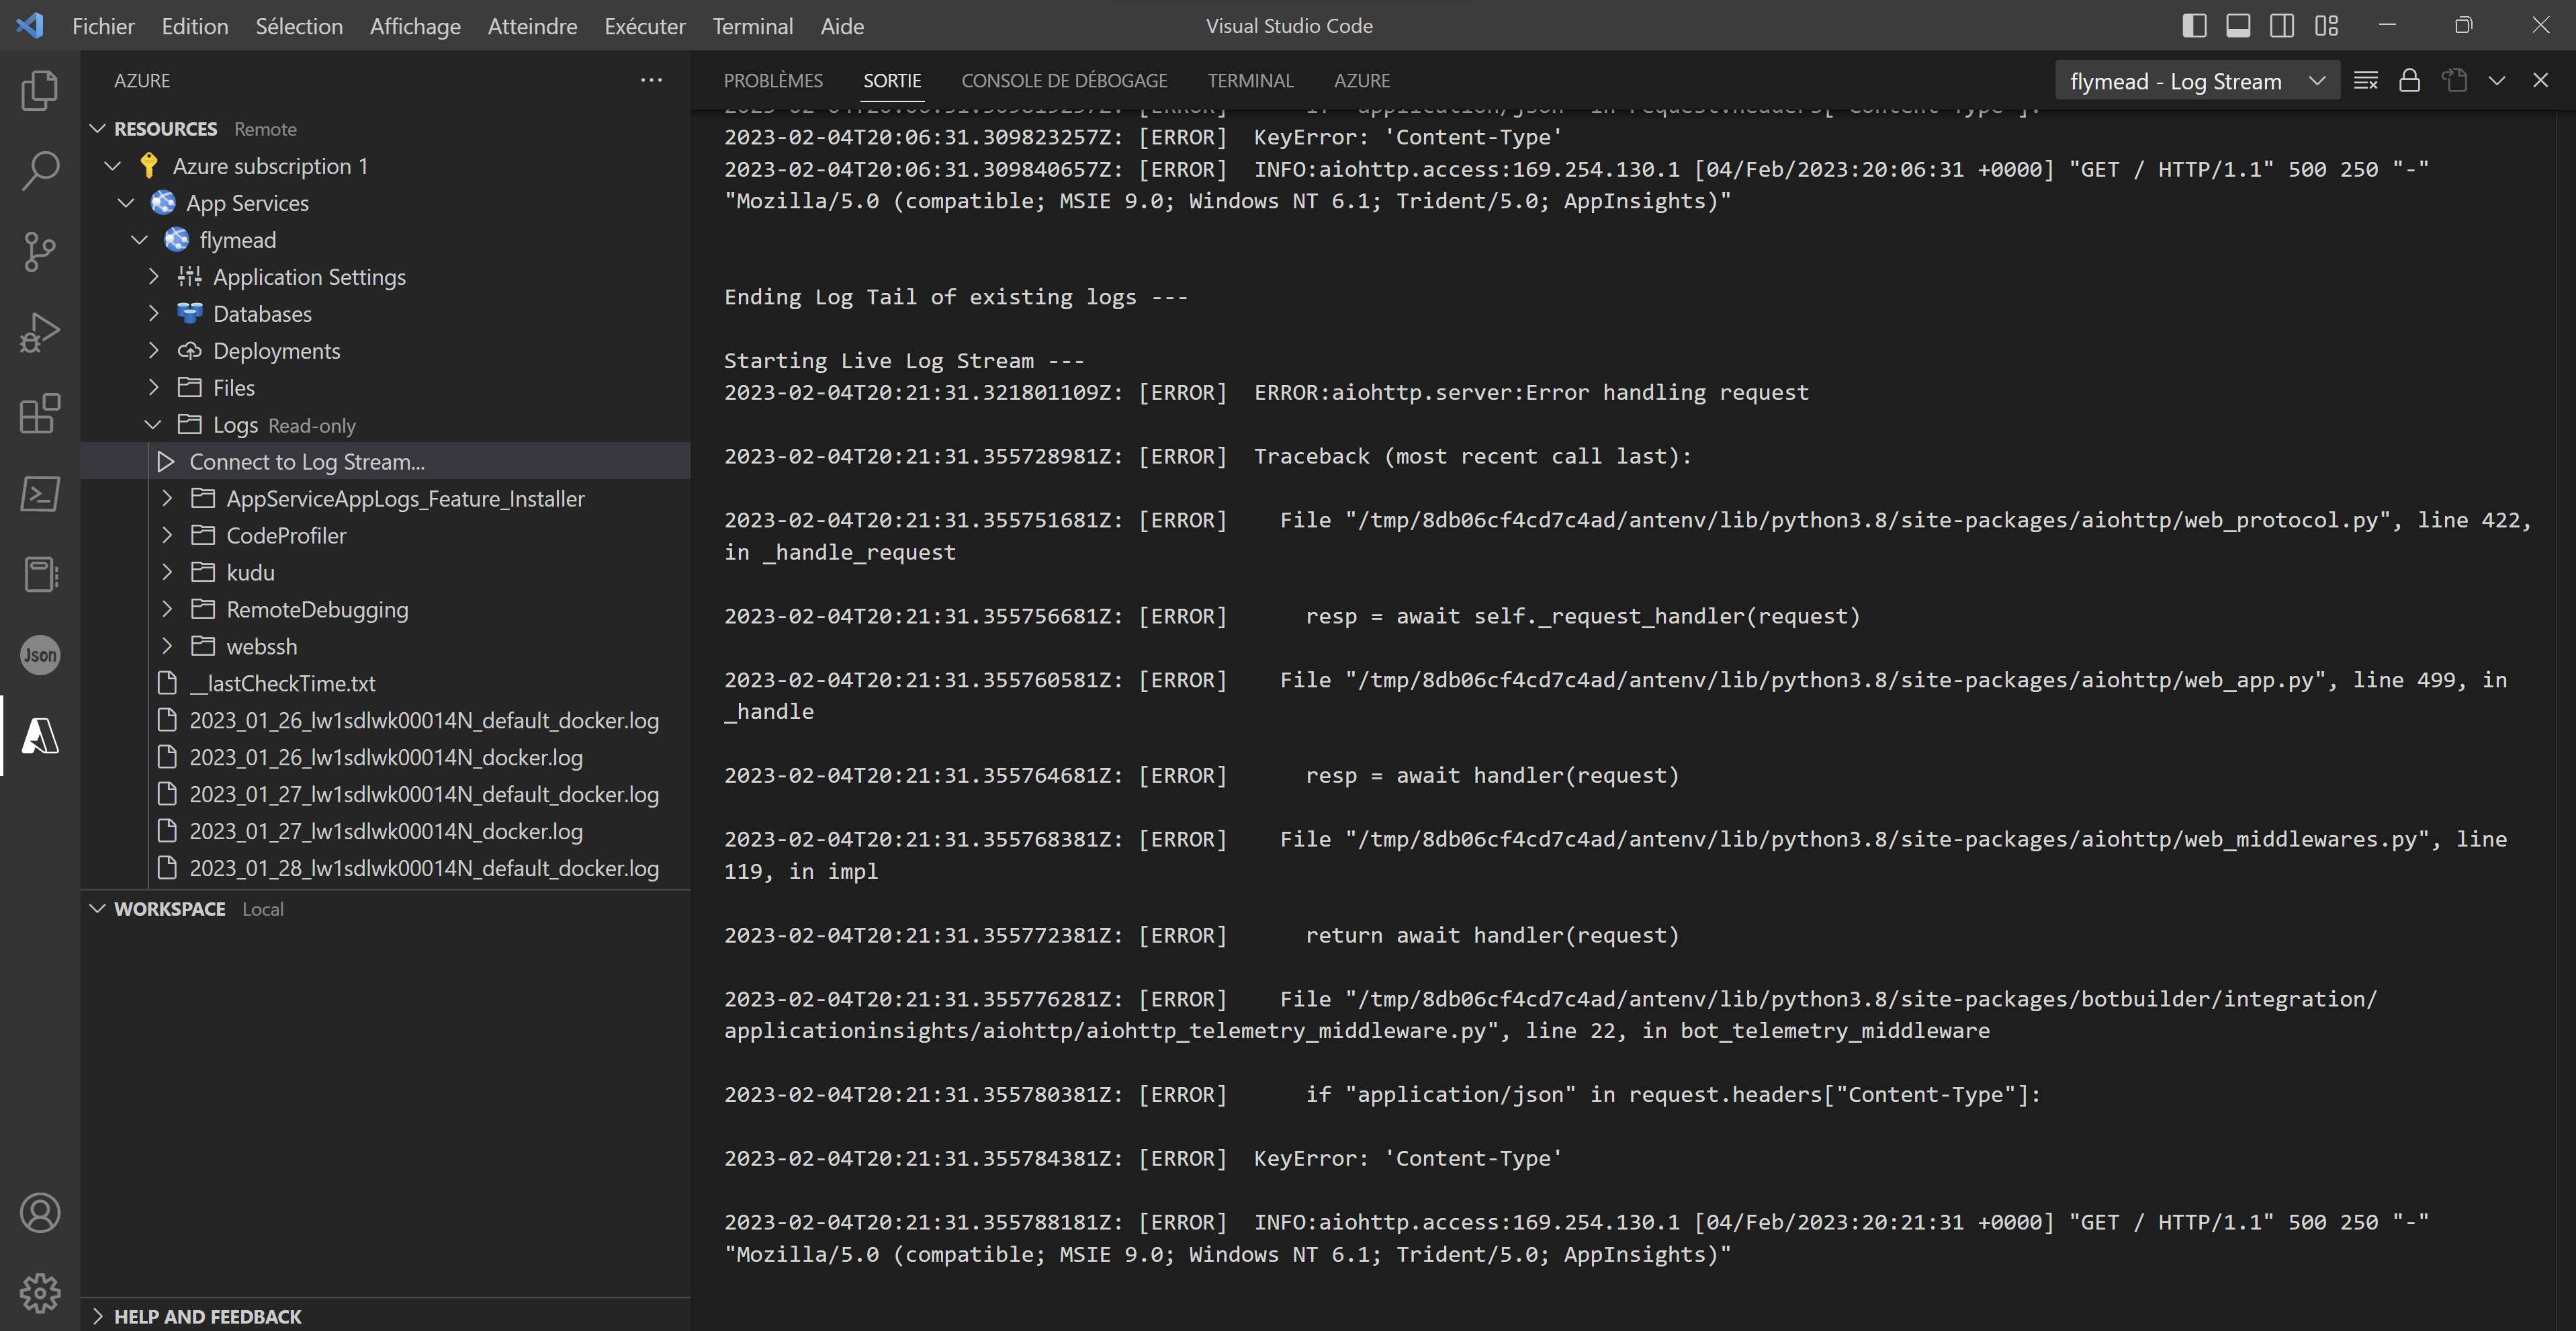 Fichier Edition Sélection Affichage Atteindre Exécuter Terminal Aide
Visual Studio Code
AZURE
RESOURCES Remote
Azure subscription 1
App Services
flymead
Application Settings
Databases
Deployments
Files
Logs Read-only
Connect to Log Stream...
AppServiceAppLogs_Feature_Installer
CodeProfiler
kudu
RemoteDebugging
webssh
__lastCheckTime.txt
2023_01_26_lw1sdlwk00014N_default_docker.log
2023_01_26_lw1sdlwk00014N_docker.log
2023_01_27_lw1sdlwk00014N_default_docker.log
2023_01_27_lw1sdlwk00014N_docker.log
2023_01_28_lw1sdlwk00014N_default_docker.log
WORKSPACE Local
HELP AND FEEDBACK
Json
PROBLÈMES SORTIE CONSOLE DE DÉBOGAGE TERMINAL AZURE
flymead - Log Stream
2023-02-04T20:06:31.309823257Z: [ERROR]  KeyError: 'Content-Type'
2023-02-04T20:06:31.309840657Z: [ERROR]  INFO:aiohttp.access:169.254.130.1 [04/Feb/2023:20:06:31 +0000] "GET / HTTP/1.1" 500 250 "-"
"Mozilla/5.0 (compatible; MSIE 9.0; Windows NT 6.1; Trident/5.0; AppInsights)"
Ending Log Tail of existing logs ---
Starting Live Log Stream ---
2023-02-04T20:21:31.321801109Z: [ERROR]  ERROR:aiohttp.server:Error handling request
2023-02-04T20:21:31.355728981Z: [ERROR]  Traceback (most recent call last):
2023-02-04T20:21:31.355751681Z: [ERROR]    File "/tmp/8db06cf4cd7c4ad/antenv/lib/python3.8/site-packages/aiohttp/web_protocol.py", line 422,
in _handle_request
2023-02-04T20:21:31.355756681Z: [ERROR]      resp = await self._request_handler(request)
2023-02-04T20:21:31.355760581Z: [ERROR]    File "/tmp/8db06cf4cd7c4ad/antenv/lib/python3.8/site-packages/aiohttp/web_app.py", line 499, in
_handle
2023-02-04T20:21:31.355764681Z: [ERROR]      resp = await handler(request)
2023-02-04T20:21:31.355768381Z: [ERROR]    File "/tmp/8db06cf4cd7c4ad/antenv/lib/python3.8/site-packages/aiohttp/web_middlewares.py", line
119, in impl
2023-02-04T20:21:31.355772381Z: [ERROR]      return await handler(request)
2023-02-04T20:21:31.355776281Z: [ERROR]    File "/tmp/8db06cf4cd7c4ad/antenv/lib/python3.8/site-packages/botbuilder/integration/
applicationinsights/aiohttp/aiohttp_telemetry_middleware.py", line 22, in bot_telemetry_middleware
2023-02-04T20:21:31.355780381Z: [ERROR]      if "application/json" in request.headers["Content-Type"]:
2023-02-04T20:21:31.355784381Z: [ERROR]  KeyError: 'Content-Type'
2023-02-04T20:21:31.355788181Z: [ERROR]  INFO:aiohttp.access:169.254.130.1 [04/Feb/2023:20:21:31 +0000] "GET / HTTP/1.1" 500 250 "-"
"Mozilla/5.0 (compatible; MSIE 9.0; Windows NT 6.1; Trident/5.0; AppInsights)"